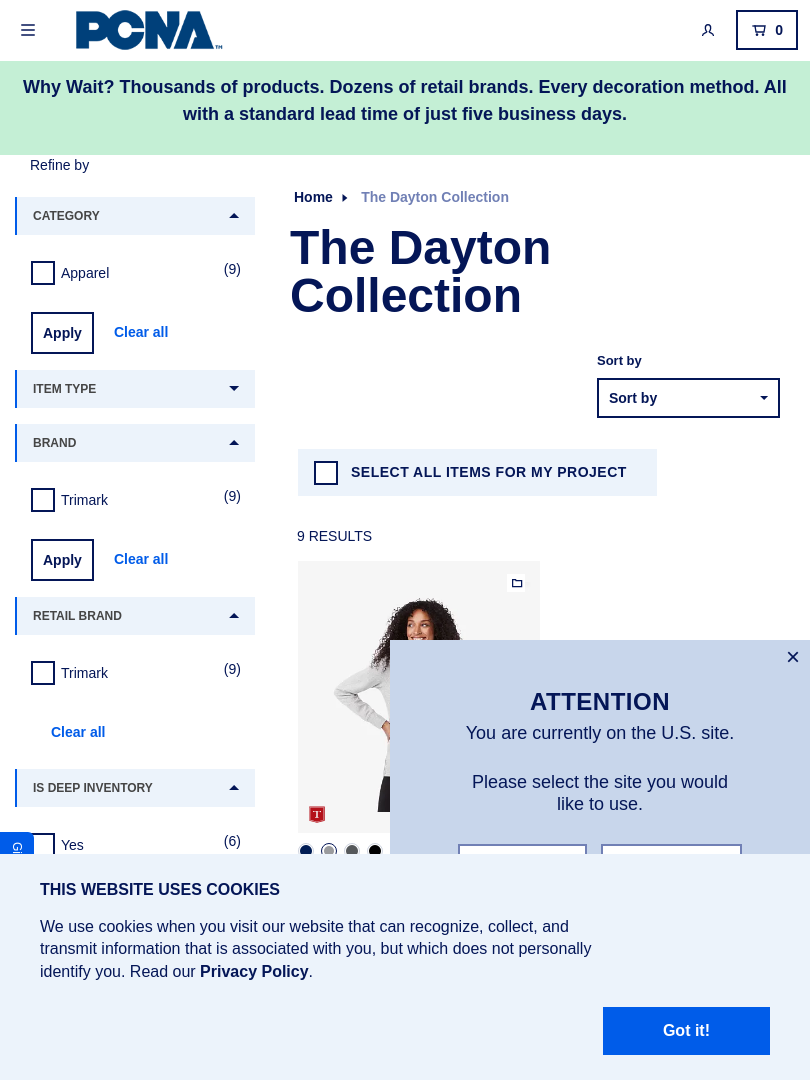 PCNA™
0
Why Wait? Thousands of products. Dozens of retail brands. Every decoration method. All
with a standard lead time of just five business days.
Refine by
CATEGORY
Apparel
(9)
Apply
Clear all
ITEM TYPE
BRAND
Trimark
(9)
Apply
Clear all
RETAIL BRAND
Trimark
(9)
Clear all
IS DEEP INVENTORY
Yes
(6)
Home
The Dayton Collection
The Dayton
Collection
Sort by
Sort by
SELECT ALL ITEMS FOR MY PROJECT
9 RESULTS
T
ATTENTION
You are currently on the U.S. site.
Please select the site you would
like to use.
THIS WEBSITE USES COOKIES
We use cookies when you visit our website that can recognize, collect, and
transmit information that is associated with you, but which does not personally
identify you. Read our Privacy Policy.
Got it!